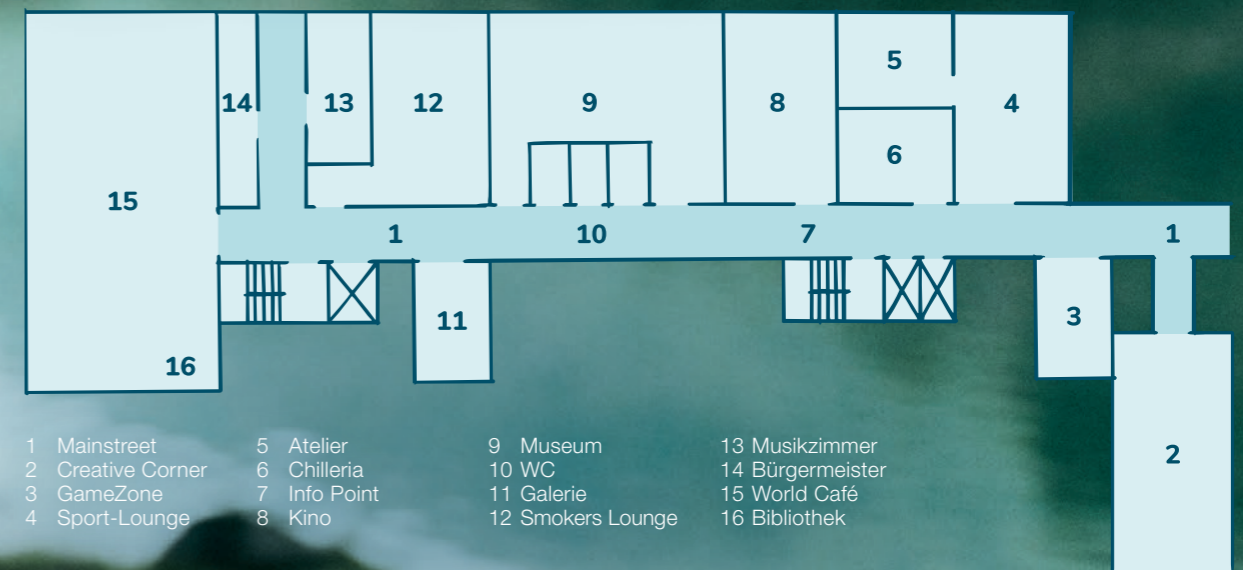 5
14
13
12
9
8
4
6
15
1
10
7
1
11
3
16
2
1 Mainstreet
2 Creative Corner
3 GameZone
4 Sport-Lounge
5 Atelier
6 Chilleria
7 Info Point
8 Kino
9 Museum
10 WC
11 Galerie
12 Smokers Lounge
13 Musikzimmer
14 Bürgermeister
15 World Café
16 Bibliothek